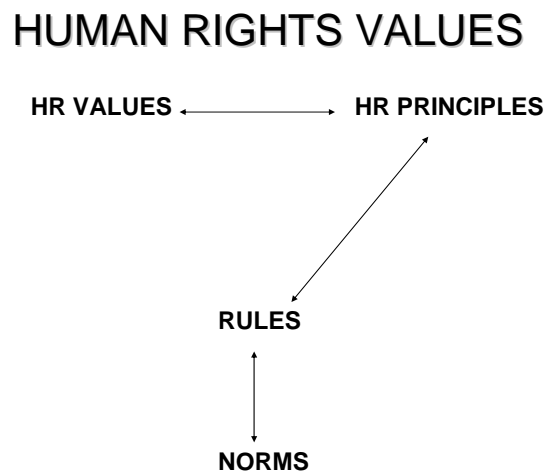 HUMAN RIGHTS VALUES
HR VALUES HR PRINCIPLES
RULES
NORMS